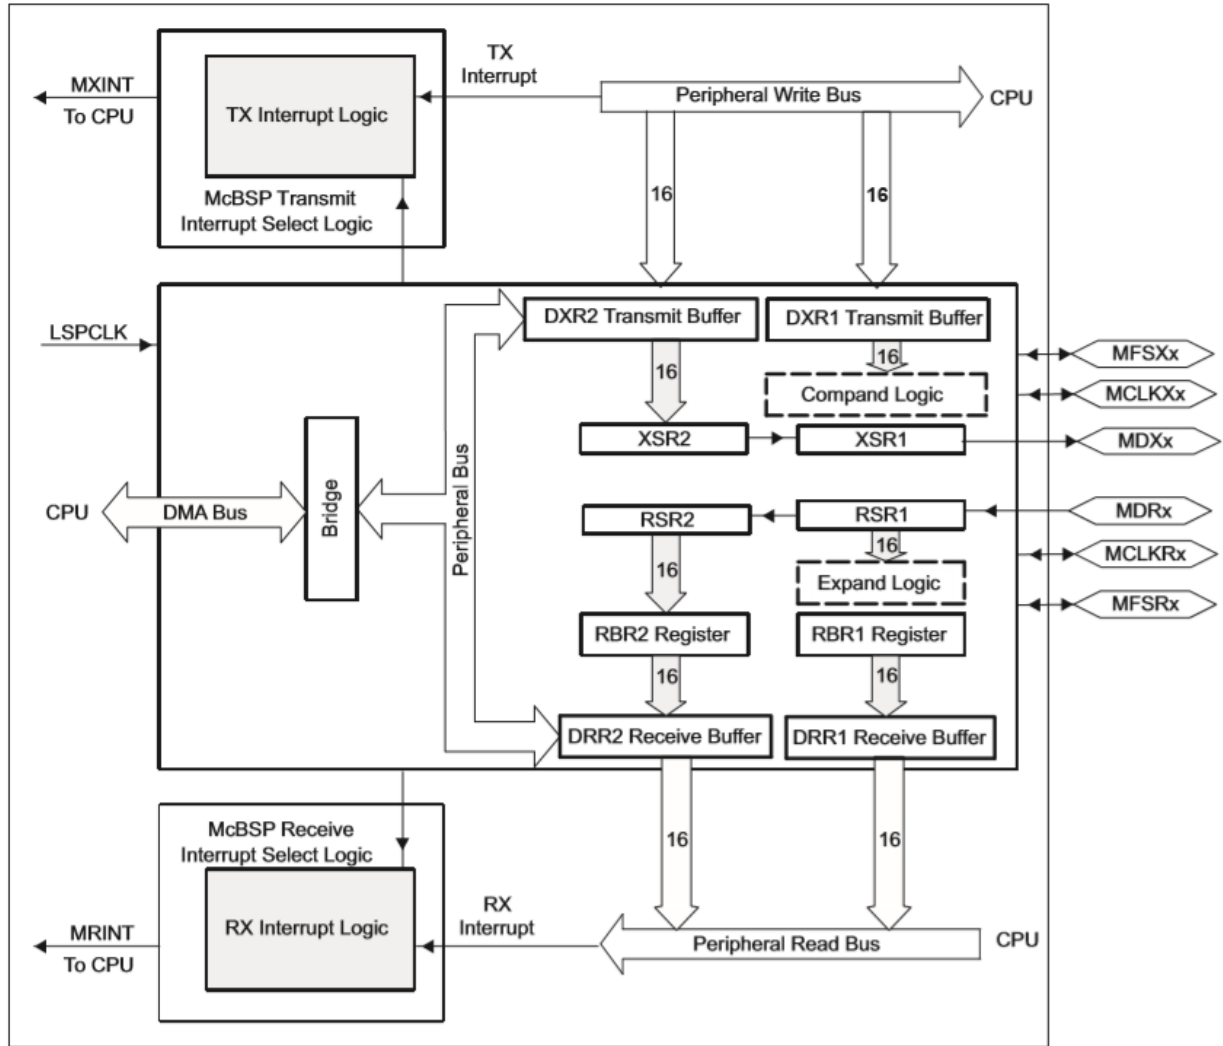 MXINT
To CPU
TX Interrupt Logic
McBSP Transmit
Interrupt Select Logic
TX
Interrupt
Peripheral Write Bus
CPU
16
16
LSPCLK
DXR2 Transmit Buffer
DXR1 Transmit Buffer
16
16
Compand Logic
XSR2
XSR1
MFSXx
MCLKXx
MDXx
CPU
DMA Bus
Bridge
Peripheral Bus
RSR2
RSR1
16
16
Expand Logic
RBR2 Register
RBR1 Register
16
16
DRR2 Receive Buffer
DRR1 Receive Buffer
MDRx
MCLKRx
MFSRx
McBSP Receive
Interrupt Select Logic
RX Interrupt Logic
MRINT
To CPU
RX
Interrupt
16
16
Peripheral Read Bus
CPU